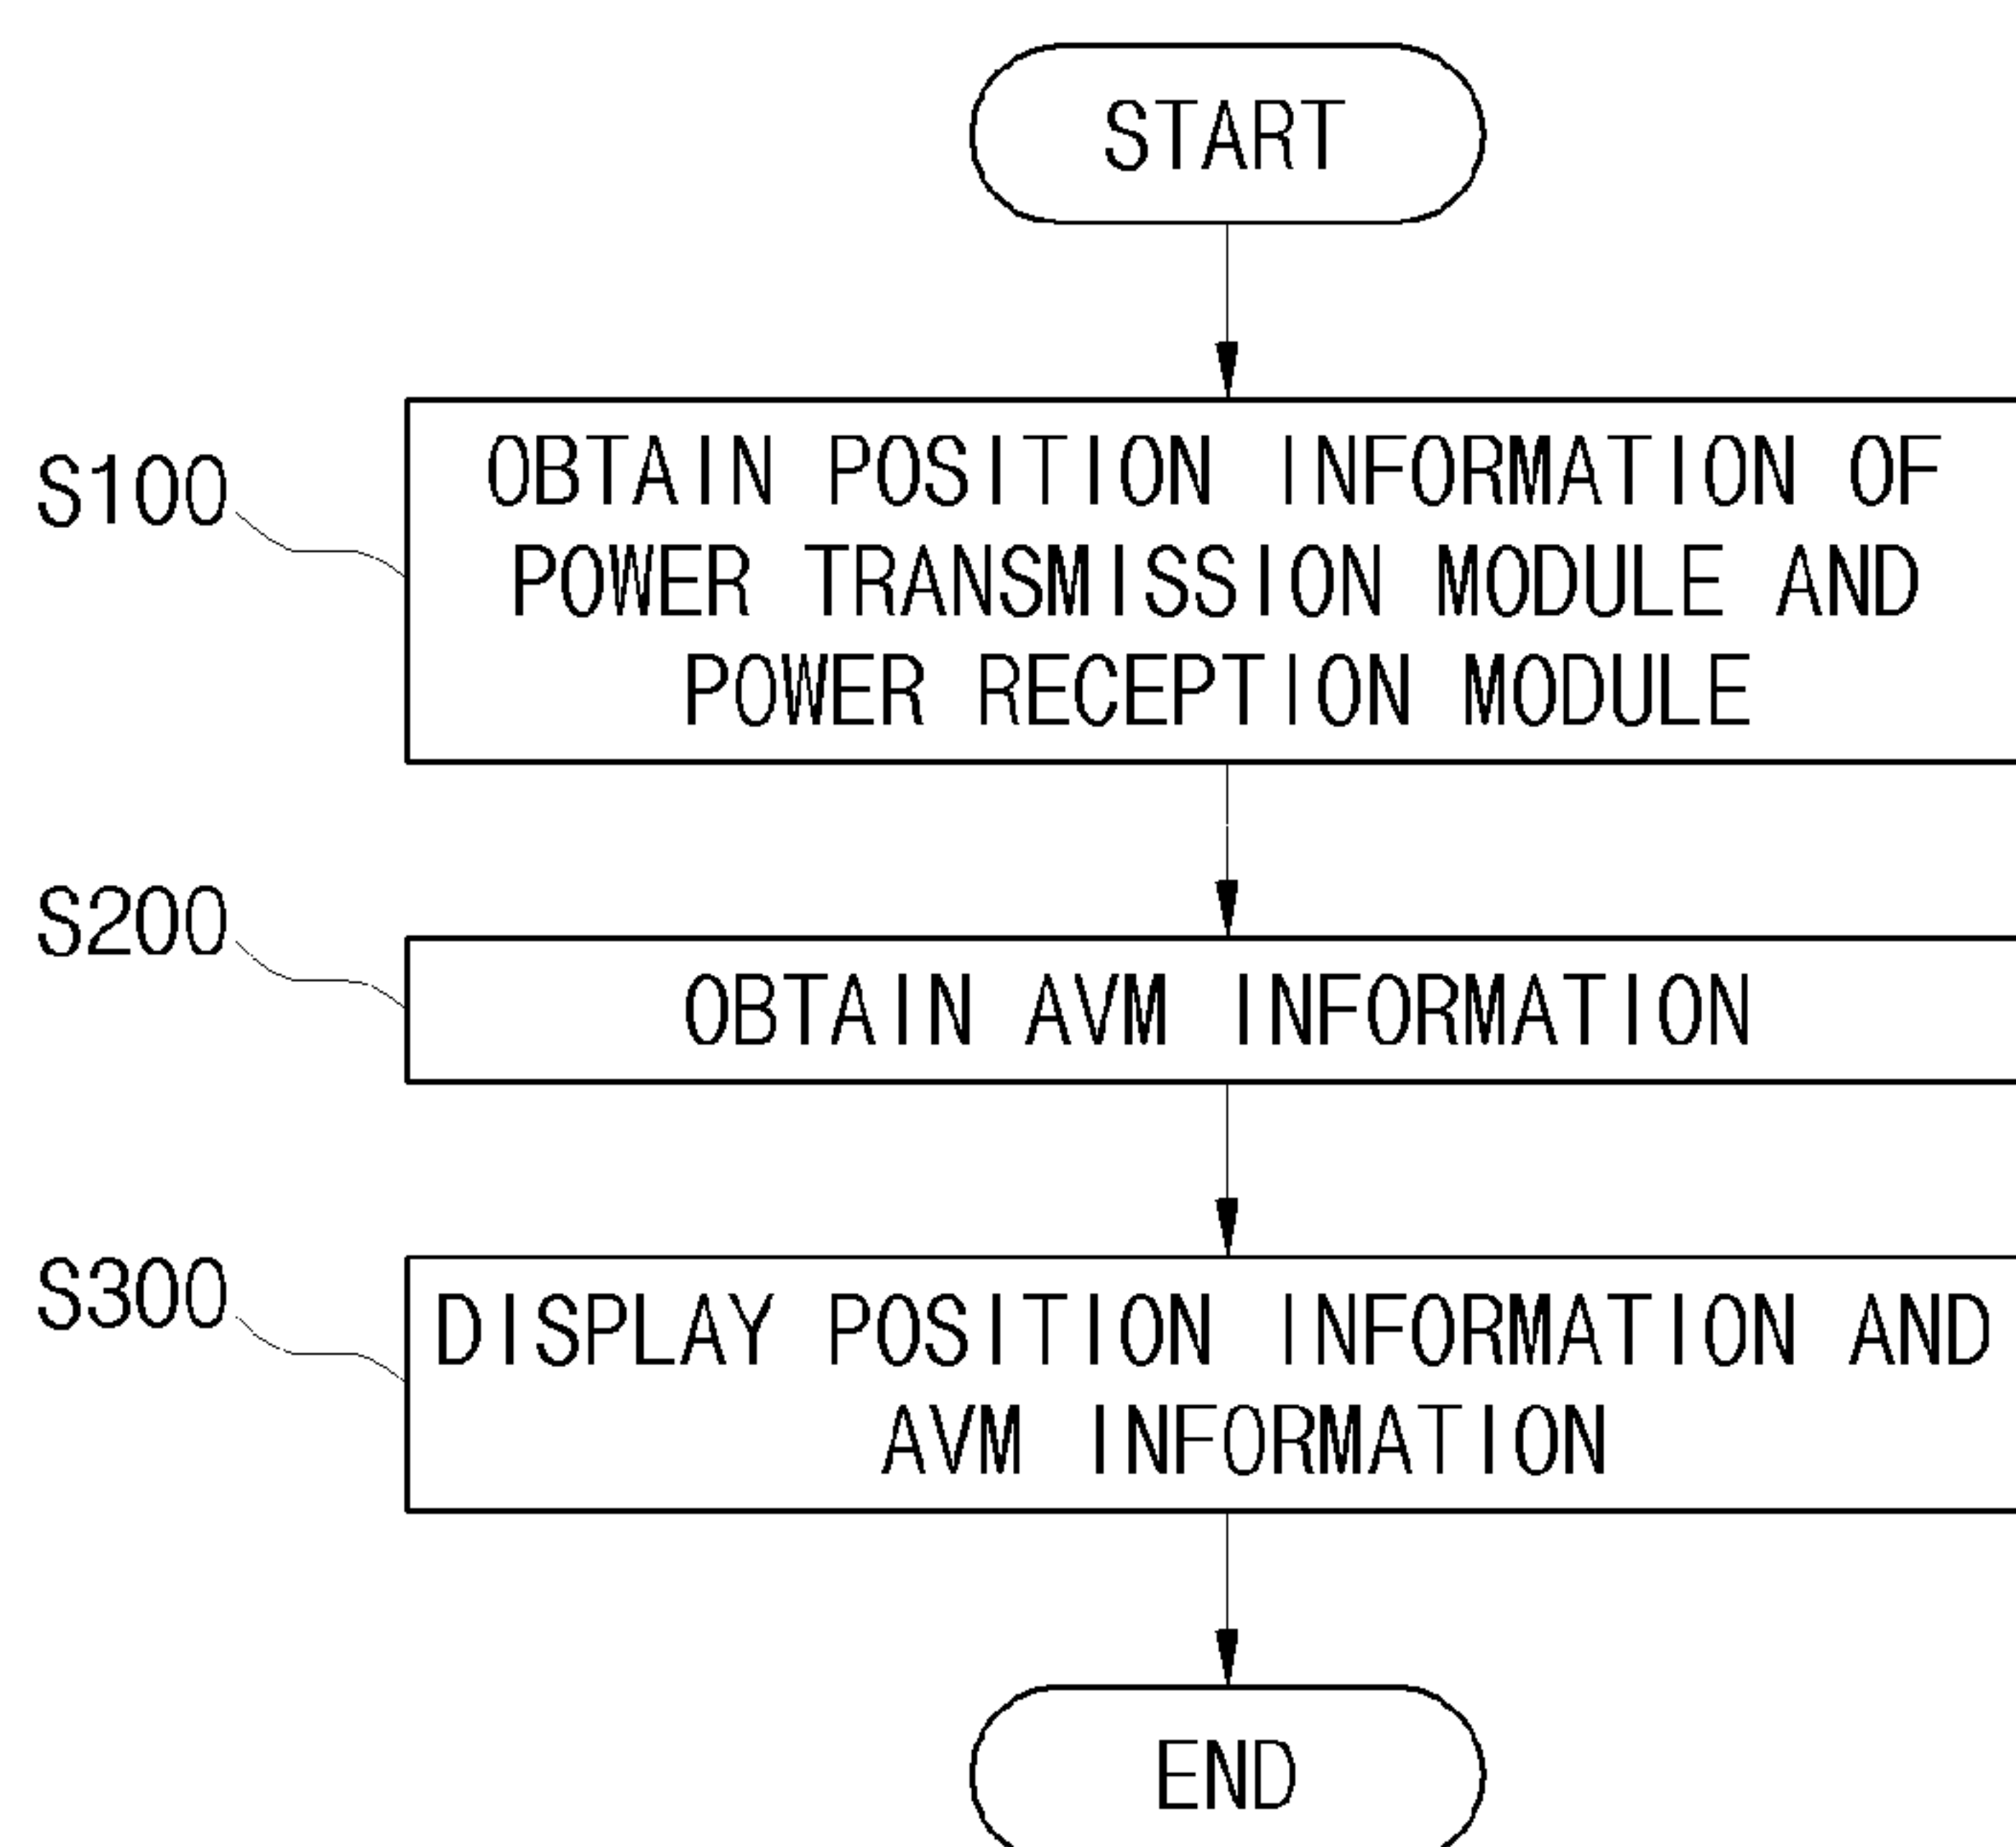 START
S100
OBTAIN POSITION INFORMATION OF
POWER TRANSMISSION MODULE AND
POWER RECEPTION MODULE
S200
OBTAIN AVM INFORMATION
S300
DISPLAY POSITION INFORMATION AND
AVM INFORMATION
END